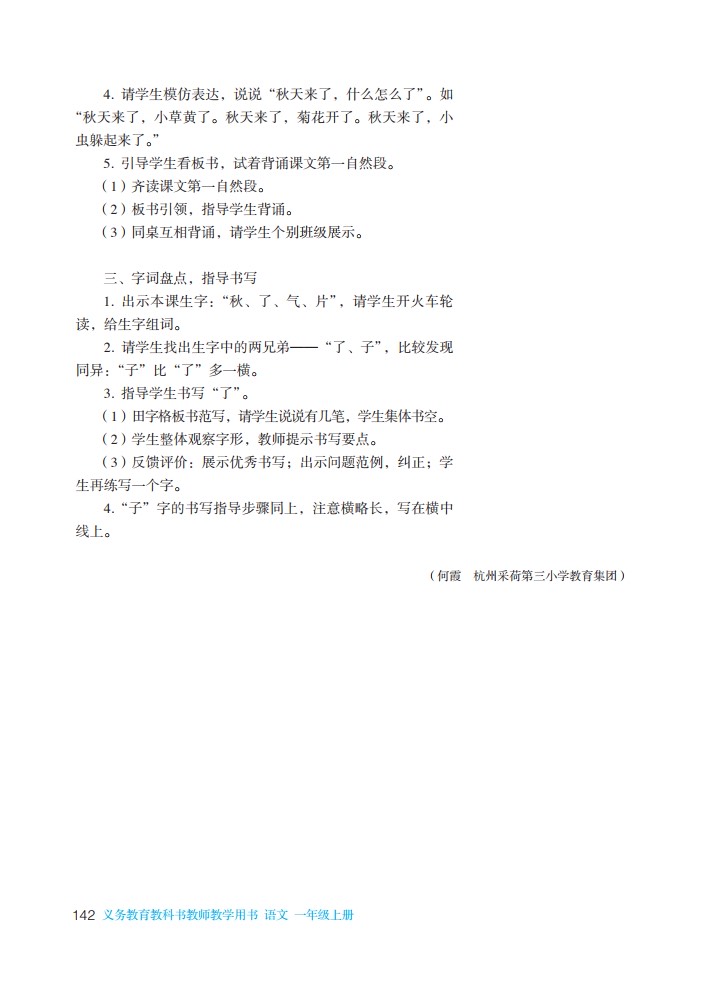 4. 请学生模仿表达，说说“秋天来了，什么怎么了”。如
“秋天来了，小草黄了。秋天来了，菊花开了。秋天来了，小
虫躲起来了。”
5. 引导学生看板书，试着背诵课文第一自然段。
（1）齐读课文第一自然段。
（2）板书引领，指导学生背诵。
（3）同桌互相背诵，请学生个别班级展示。
三、字词盘点，指导书写
1. 出示本课生字：“秋、了、气、片”，请学生开火车轮
读，给生字组词。
2. 请学生找出生字中的两兄弟——“了、子”，比较发现
同异：“子”比“了”多一横。
3. 指导学生书写“了”。
（1）田字格板书范写，请学生说说有几笔，学生集体书空。
（2）学生整体观察字形，教师提示书写要点。
（3）反馈评价：展示优秀书写；出示问题范例，纠正；学
生再练写一个字。
4. “子”字的书写指导步骤同上，注意横略长，写在横中
线上。
（何霞　杭州采荷第三小学教育集团）
142 义务教育教科书教师教学用书 语文 一年级上册